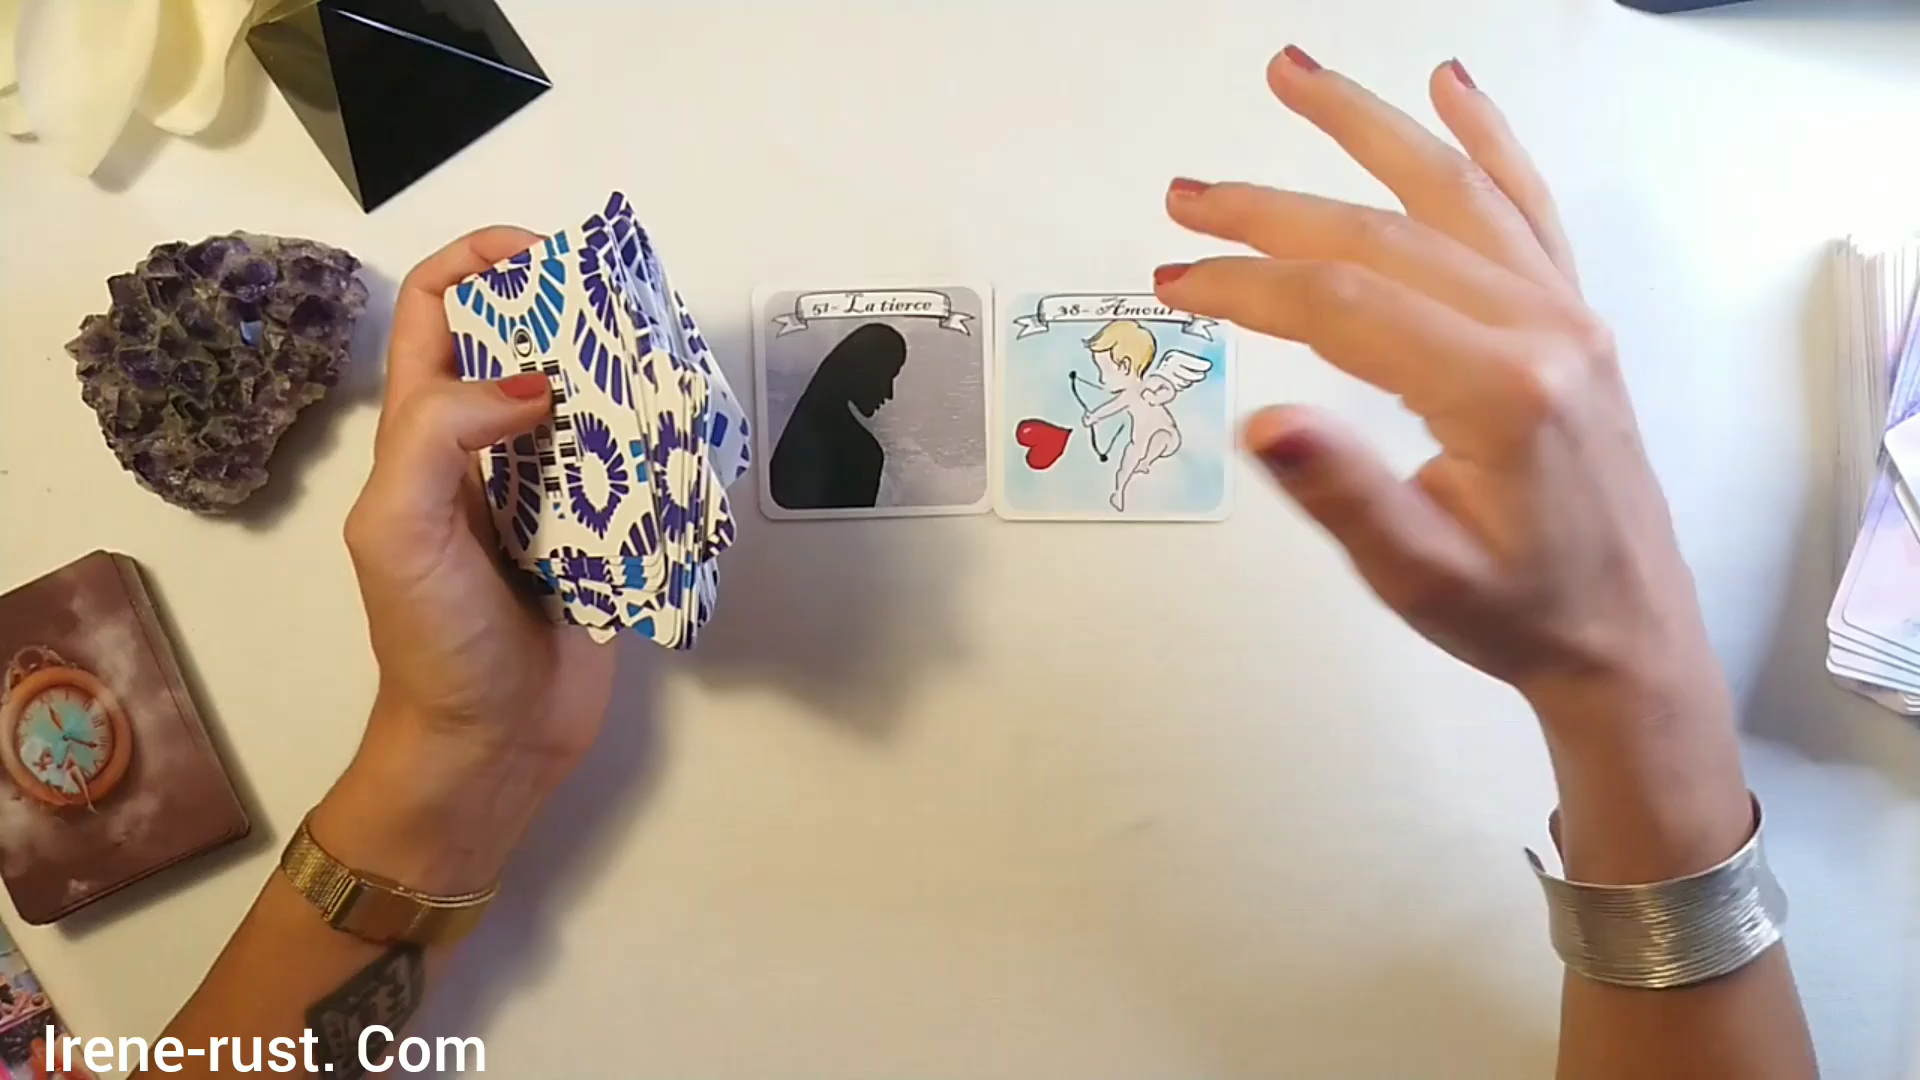 51- La tierce
38- Amour
Irene-rust. Com